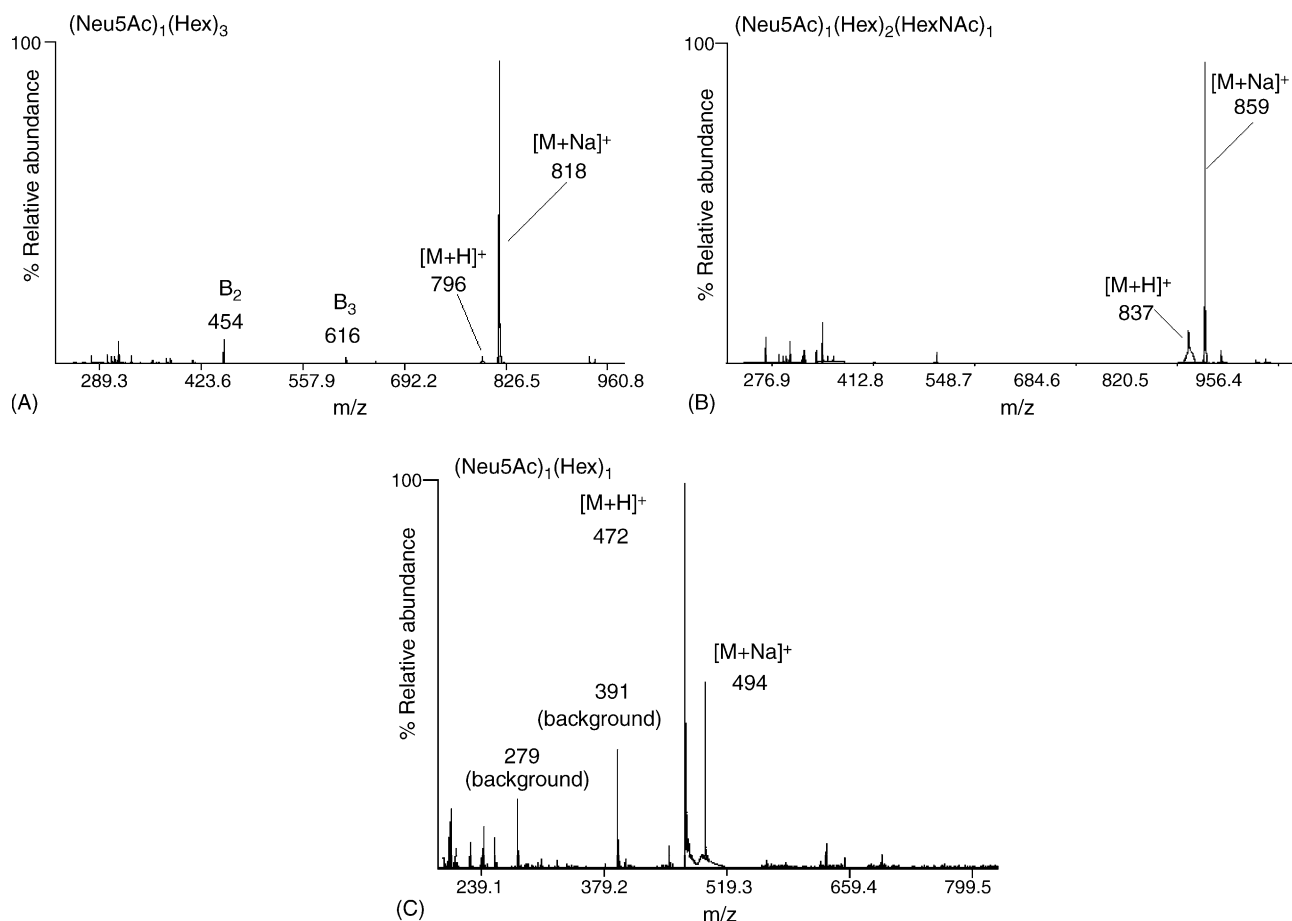 (Neu5Ac)₁(Hex)₃
100
% Relative abundance
[M+Na]⁺
818
[M+H]⁺
796
B₂
454
B₃
616
289.3 423.6 557.9 692.2 826.5 960.8
(A)
m/z
(Neu5Ac)₁(Hex)₂(HexNAc)₁
100
% Relative abundance
[M+Na]⁺
859
[M+H]⁺
837
276.9 412.8 548.7 684.6 820.5 956.4
(B)
m/z
(Neu5Ac)₁(Hex)₁
100
% Relative abundance
[M+H]⁺
472
[M+Na]⁺
494
391
(background)
279
(background)
239.1 379.2 519.3 659.4 799.5
(C)
m/z